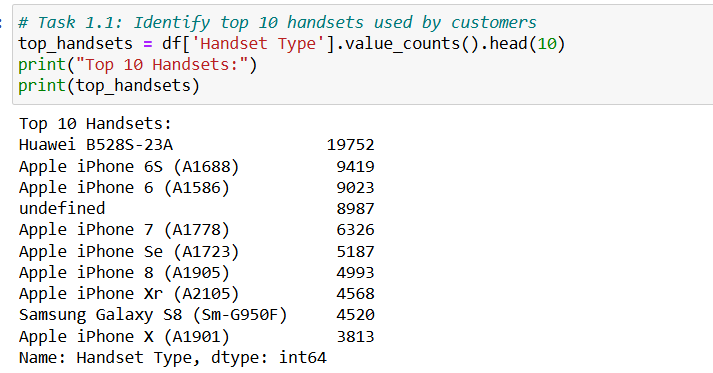 # Task 1.1: Identify top 10 handsets used by customers
top_handsets = df['Handset Type'].value_counts().head(10)
print("Top 10 Handsets:")
print(top_handsets)
Top 10 Handsets:
Huawei B528S-23A                19752
Apple iPhone 6S (A1688)          9419
Apple iPhone 6 (A1586)           9023
undefined                        8987
Apple iPhone 7 (A1778)           6326
Apple iPhone Se (A1723)          5187
Apple iPhone 8 (A1905)           4993
Apple iPhone Xr (A2105)          4568
Samsung Galaxy S8 (Sm-G950F)     4520
Apple iPhone X (A1901)           3813
Name: Handset Type, dtype: int64